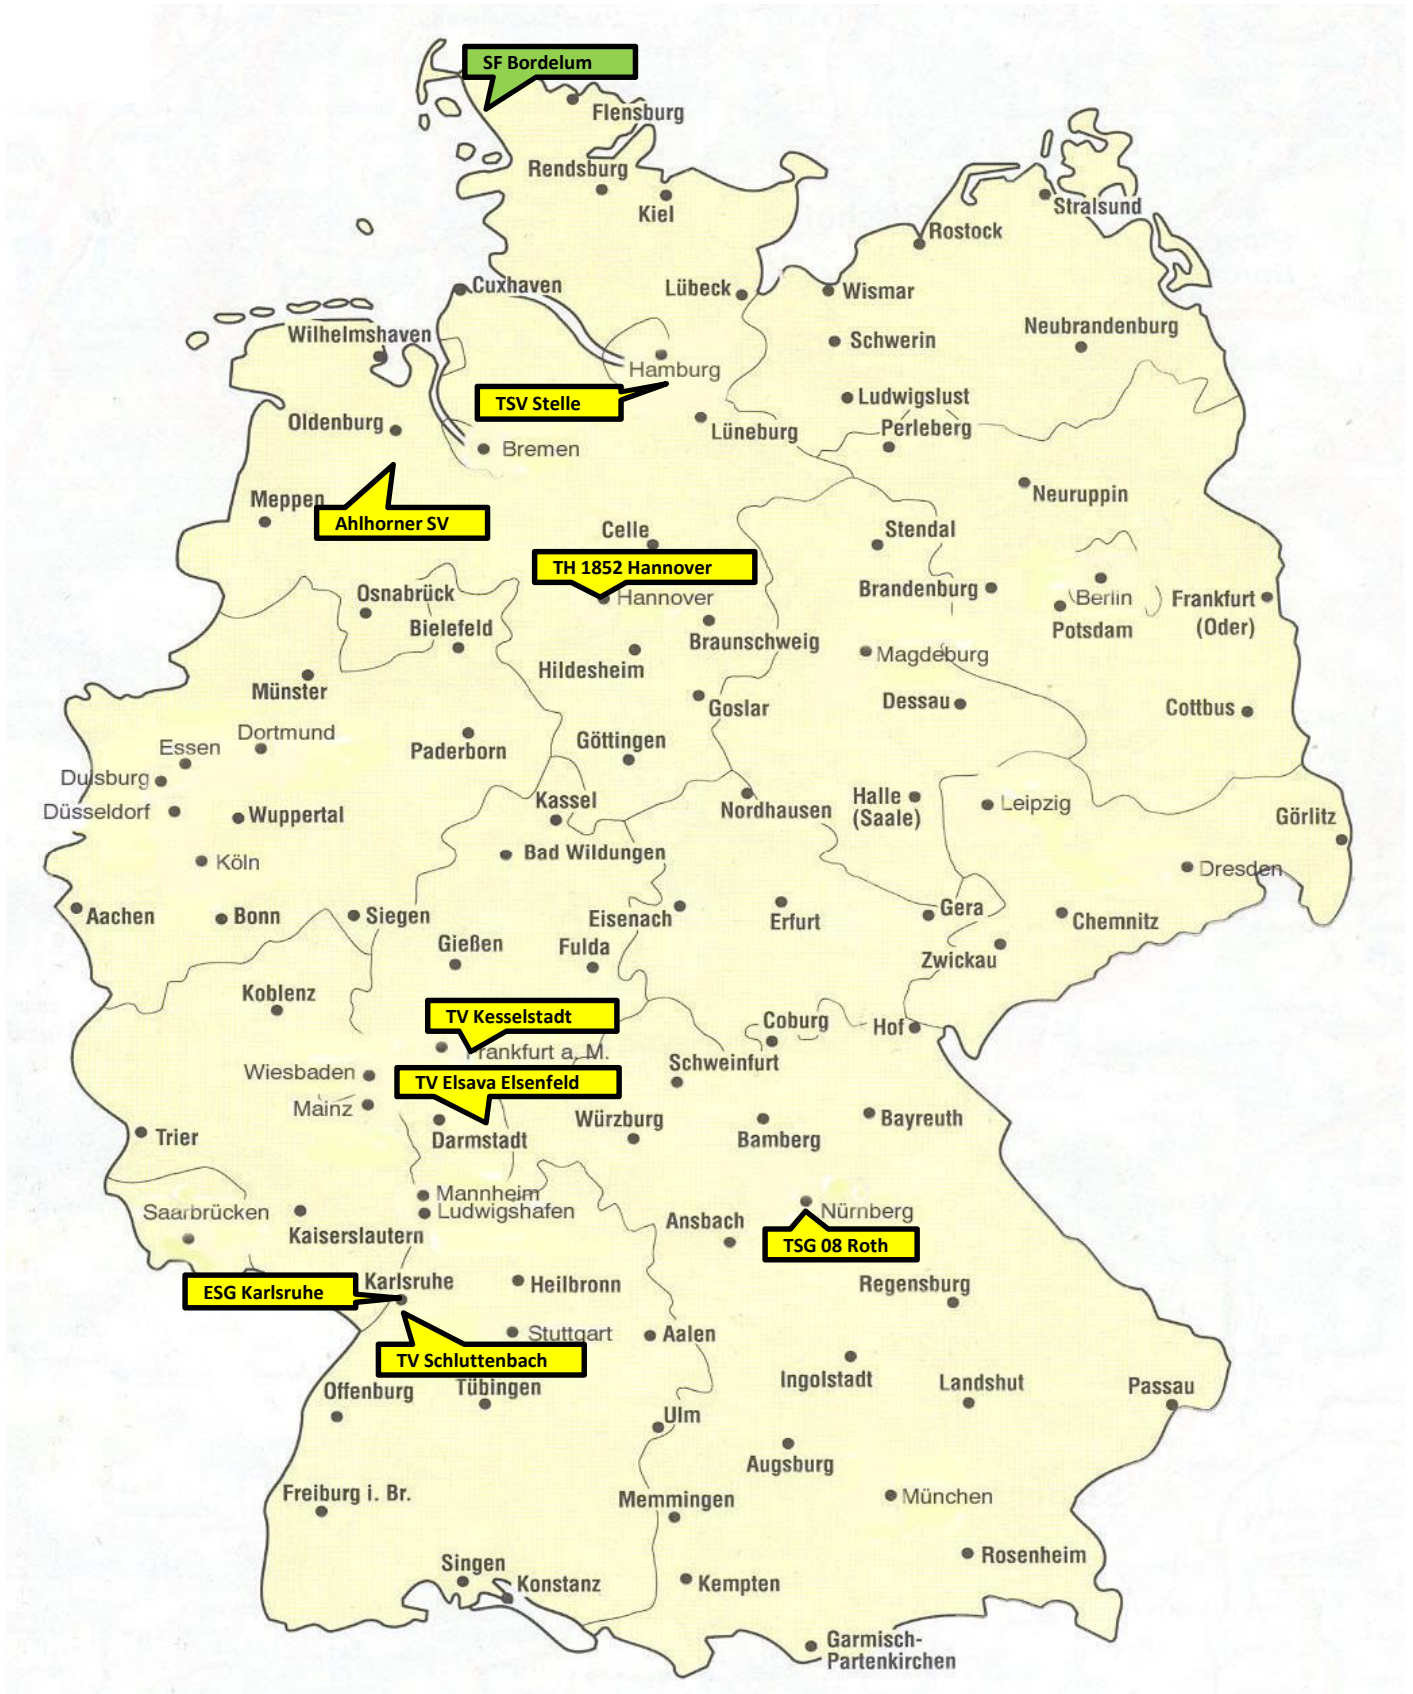 SF Bordelum
Flensburg
Rendsburg
Kiel
Stralsund
Rostock
Cuxhaven
Lübeck
Wismar
Wilhelmshaven
Schwerin
Neubrandenburg
Hamburg
TSV Stelle
Ludwigslust
Oldenburg
Lüneburg
Perleberg
Bremen
Meppen
Neuruppin
Ahlhorner SV
Celle
Stendal
TH 1852 Hannover
Osnabrück
Hannover
Brandenburg
Berlin
Frankfurt
(Oder)
Potsdam
Bielefeld
Braunschweig
Magdeburg
Hildesheim
Münster
Goslar
Dessau
Cottbus
Dortmund
Essen
Paderborn
Göttingen
Duisburg
Düsseldorf
Wuppertal
Kassel
Nordhausen
Halle
(Saale)
Leipzig
Görlitz
Köln
Bad Wildungen
Dresden
Aachen
Bonn
Siegen
Eisenach
Erfurt
Gera
Chemnitz
Gießen
Fulda
Zwickau
Koblenz
TV Kesselstadt
Coburg
Hof
Frankfurt a. M.
Schweinfurt
Wiesbaden
TV Elsava Elsenfeld
Mainz
Würzburg
Bayreuth
Trier
Darmstadt
Bamberg
Mannheim
Saarbrücken
Ludwigshafen
Nürnberg
Kaiserslautern
Ansbach
TSG 08 Roth
Karlsruhe
Heilbronn
Regensburg
ESG Karlsruhe
Stuttgart
Aalen
TV Schluttenbach
Offenburg
Tübingen
Ingolstadt
Landshut
Passau
Ulm
Augsburg
Freiburg i. Br.
Memmingen
München
Singen
Konstanz
Kempten
Rosenheim
Garmisch-
Partenkirchen